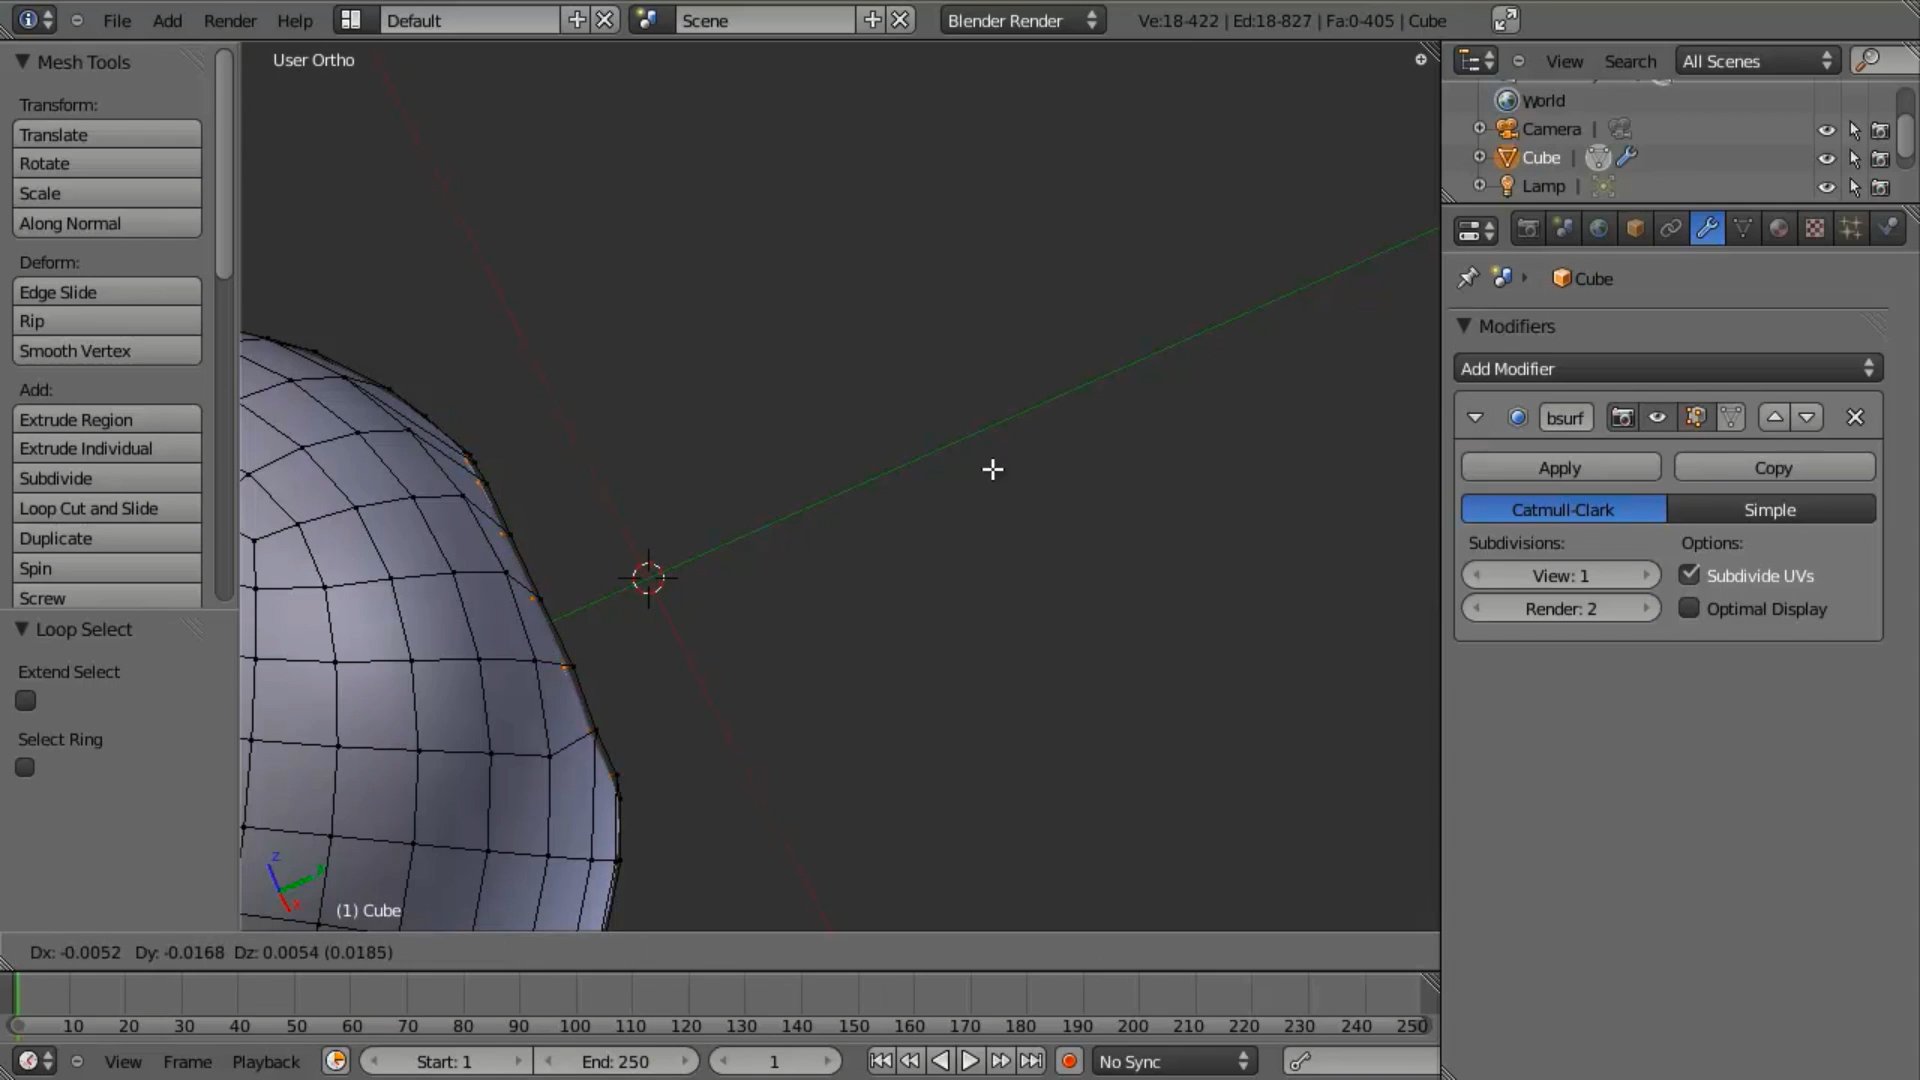 File Add Render Help Default Scene Blender Render Ve:18-422 | Ed:18-827 | Fa:0-405 | Cube
Mesh Tools
Transform:
Translate
Rotate
Scale
Along Normal
Deform:
Edge Slide
Rip
Smooth Vertex
Add:
Extrude Region
Extrude Individual
Subdivide
Loop Cut and Slide
Duplicate
Spin
Screw
Loop Select
Extend Select
Select Ring
User Ortho
z
x
(1) Cube
Dx: -0.0052 Dy: -0.0168 Dz: 0.0054 (0.0185)
View Search All Scenes
World
Camera |
Cube |
Lamp |
Cube
Modifiers
Add Modifier
bsurf
Apply Copy
Catmull-Clark Simple
Subdivisions: Options:
View: 1 Subdivide UVs
Render: 2 Optimal Display
10 20 30 40 50 60 70 80 90 100 110 120 130 140 150 160 170 180 190 200 210 220 230 240 250
View Frame Playback Start: 1 End: 250 1 No Sync